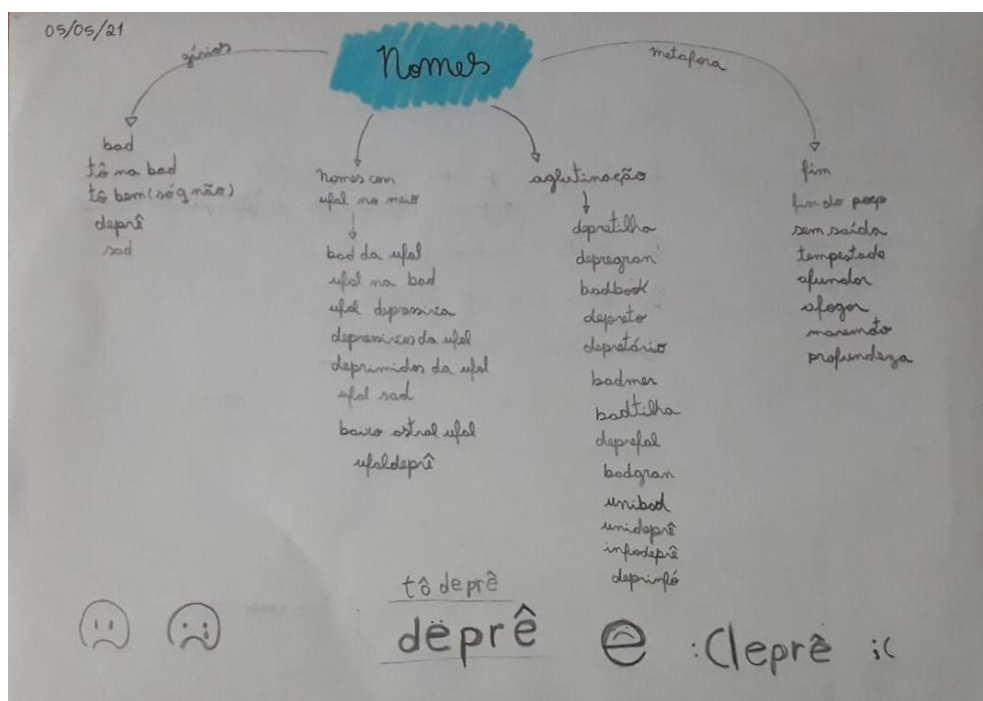 05/05/21
Nomes
gírias
bad
tô na bad
tô bem (só q não)
deprê
sad
Nomes com
ufal no meio
bad da ufal
ufal na bad
ufal depressiva
depressivos da ufal
deprimidos da ufal
ufal sad
baixo astral ufal
ufaldeprê
aglutinação
depretilha
depregran
badbook
depreto
depretório
badmer
badtilha
deprefal
badgran
unibad
unideprê
infodeprê
deprinfó
metafora
fim
fim do poço
sem saída
tempestade
afundar
afogar
maremoto
profundeza
tô deprê
dëprê
e
:(leprê
;(